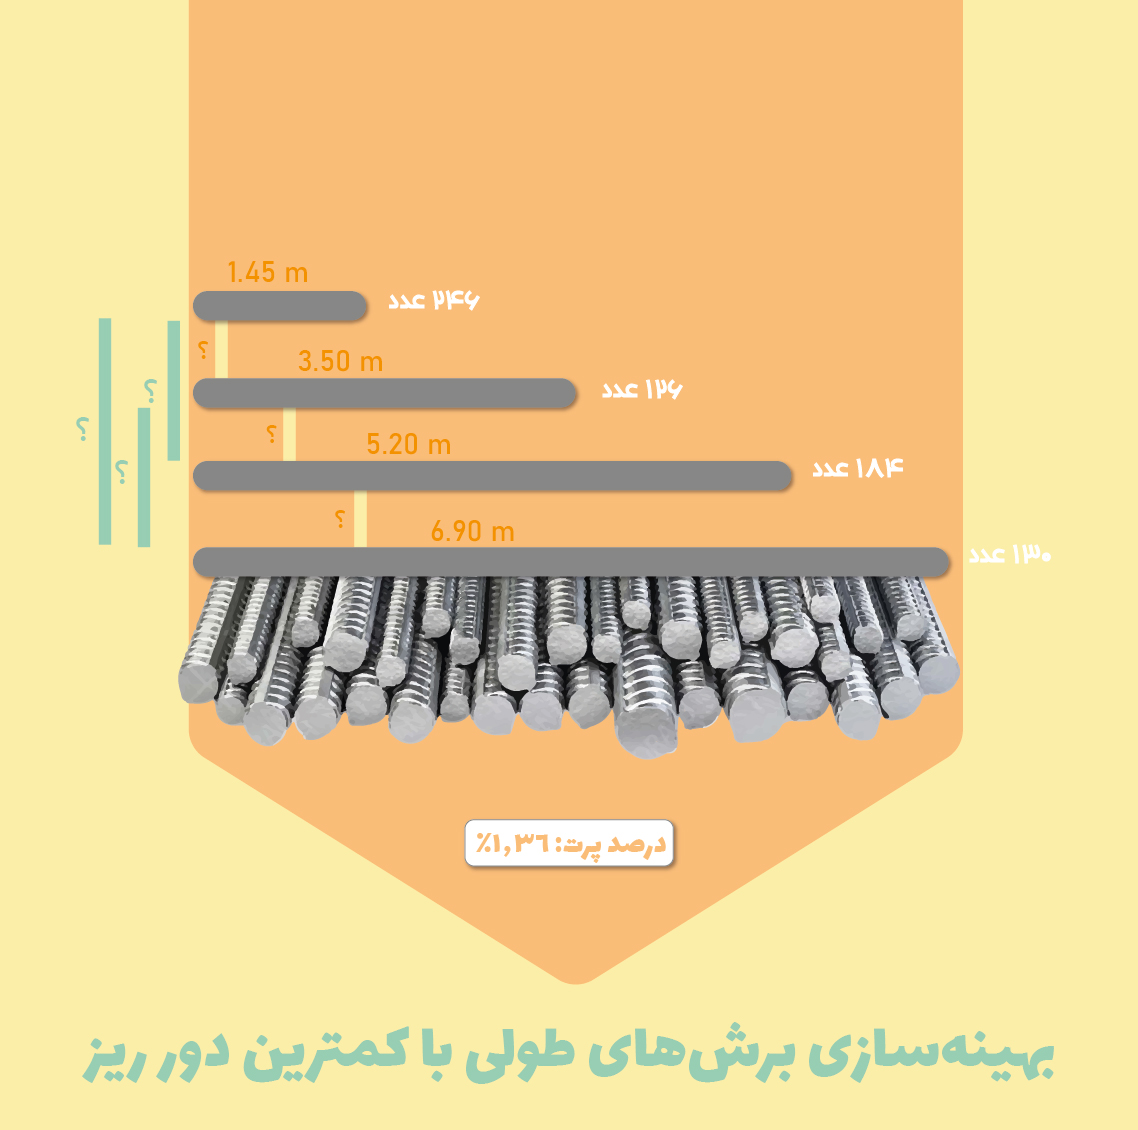 1.45 m
۲۴۶ عدد
؟
3.50 m
؟
۱۲۶ عدد
؟
؟
5.20 m
؟
۱۸۴ عدد
؟
6.90 m
۱۳۰ عدد
درصد پرت: ۱,۳٦٪
بهینه‌سازی برش‌های طولی با کمترین دور ریز